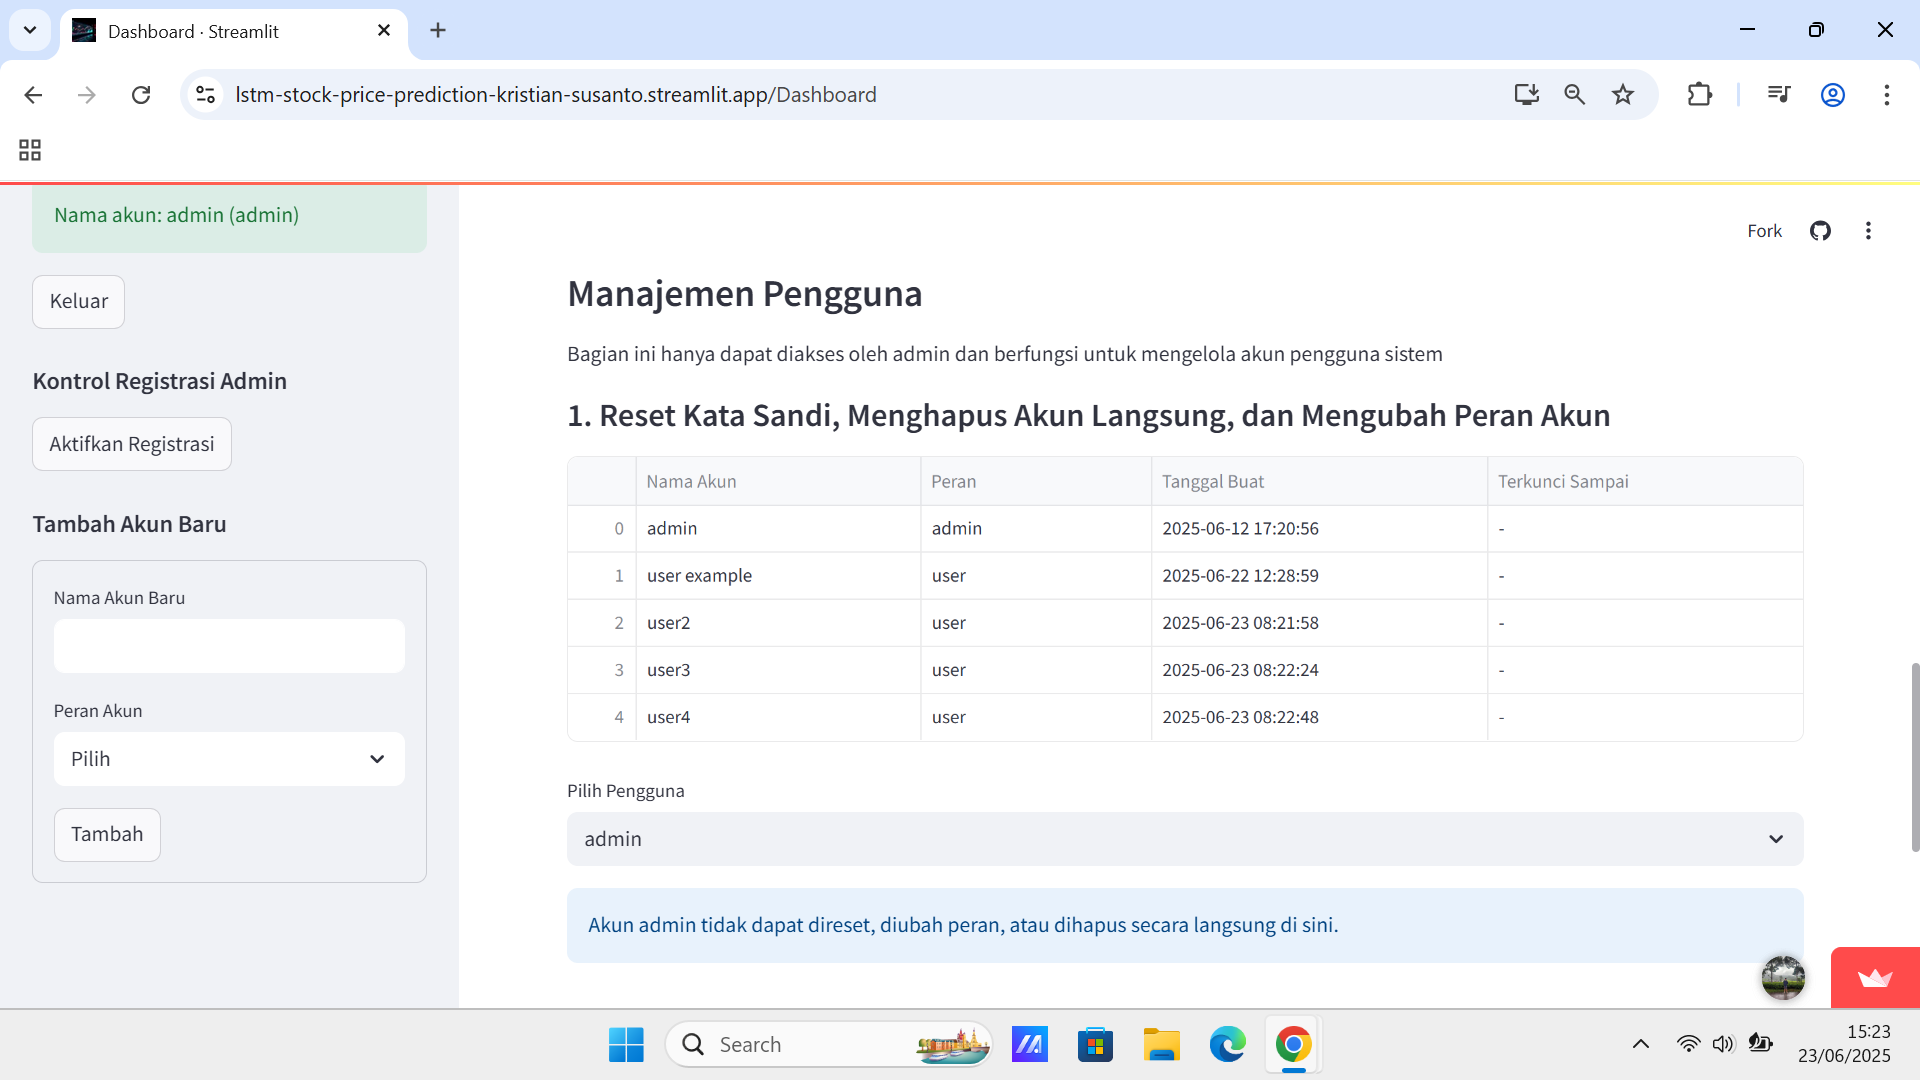 Dashboard · Streamlit
lstm-stock-price-prediction-kristian-susanto.streamlit.app/Dashboard
Nama akun: admin (admin)
Keluar
Kontrol Registrasi Admin
Aktifkan Registrasi
Tambah Akun Baru
Nama Akun Baru
Peran Akun
Pilih
Tambah
Fork
Manajemen Pengguna
Bagian ini hanya dapat diakses oleh admin dan berfungsi untuk mengelola akun pengguna sistem
1. Reset Kata Sandi, Menghapus Akun Langsung, dan Mengubah Peran Akun
Nama Akun Peran Tanggal Buat Terkunci Sampai
0 admin admin 2025-06-12 17:20:56 -
1 user example user 2025-06-22 12:28:59 -
2 user2 user 2025-06-23 08:21:58 -
3 user3 user 2025-06-23 08:22:24 -
4 user4 user 2025-06-23 08:22:48 -
Pilih Pengguna
admin
Akun admin tidak dapat direset, diubah peran, atau dihapus secara langsung di sini.
Search
15:23
23/06/2025